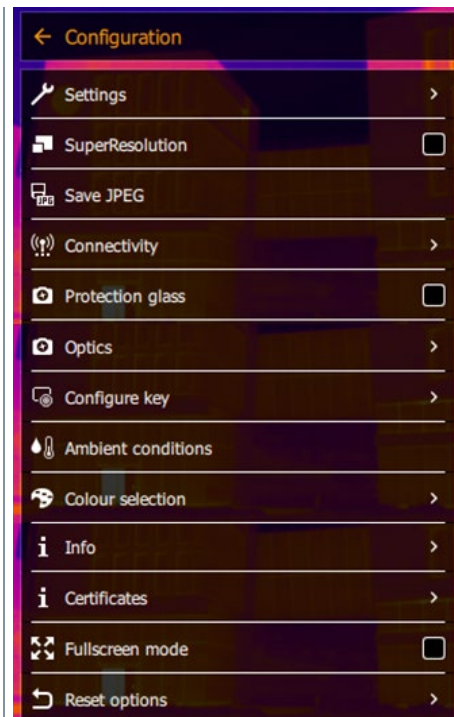 Configuration
Settings
SuperResolution
JPG
Save JPEG
Connectivity
Protection glass
Optics
Configure key
Ambient conditions
Colour selection
Info
Certificates
Fullscreen mode
Reset options